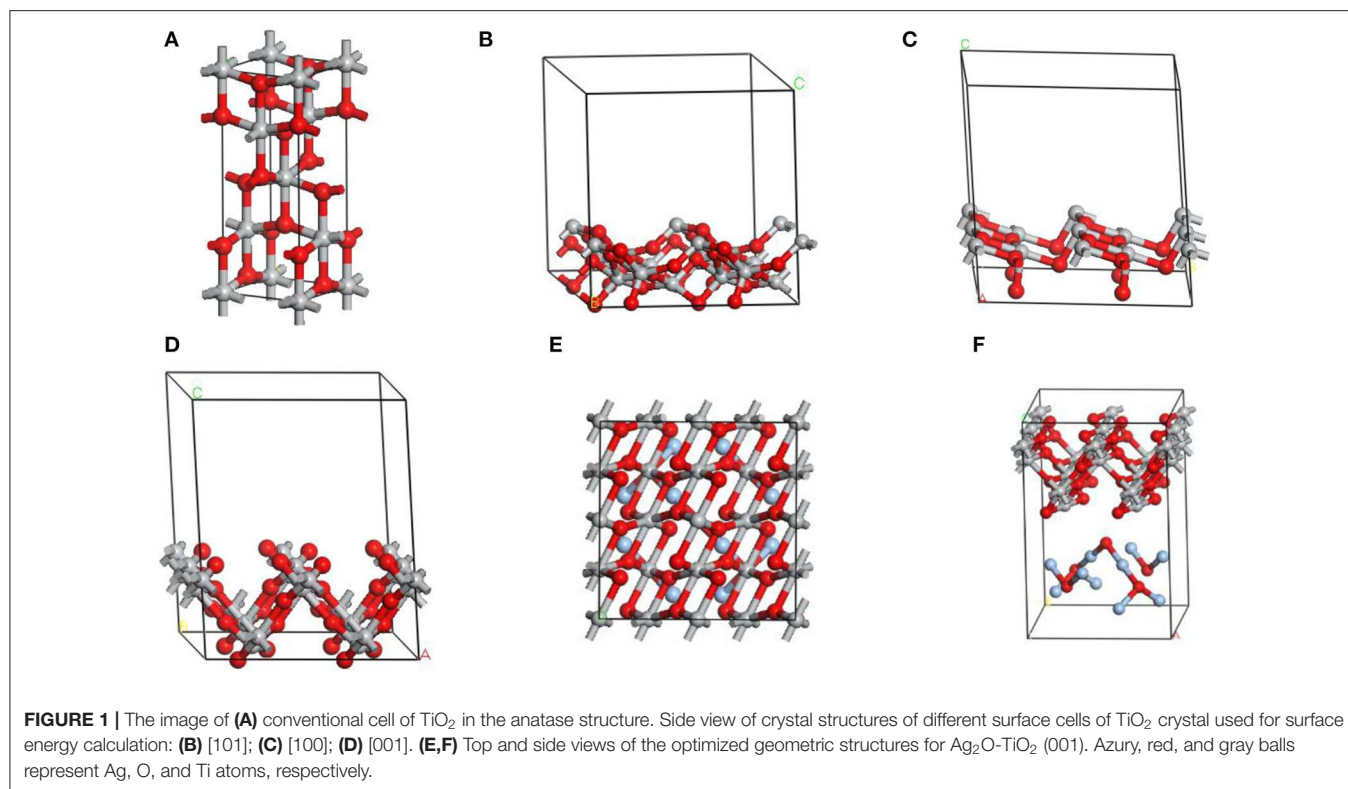 A
B
C
C
C
B
C
A
B
D
E
F
C
B
A
B
C
B
A
FIGURE 1 | The image of (A) conventional cell of TiO2 in the anatase structure. Side view of crystal structures of different surface cells of TiO2 crystal used for surface
energy calculation: (B) [101]; (C) [100]; (D) [001]. (E,F) Top and side views of the optimized geometric structures for Ag2O-TiO2 (001). Azury, red, and gray balls
represent Ag, O, and Ti atoms, respectively.